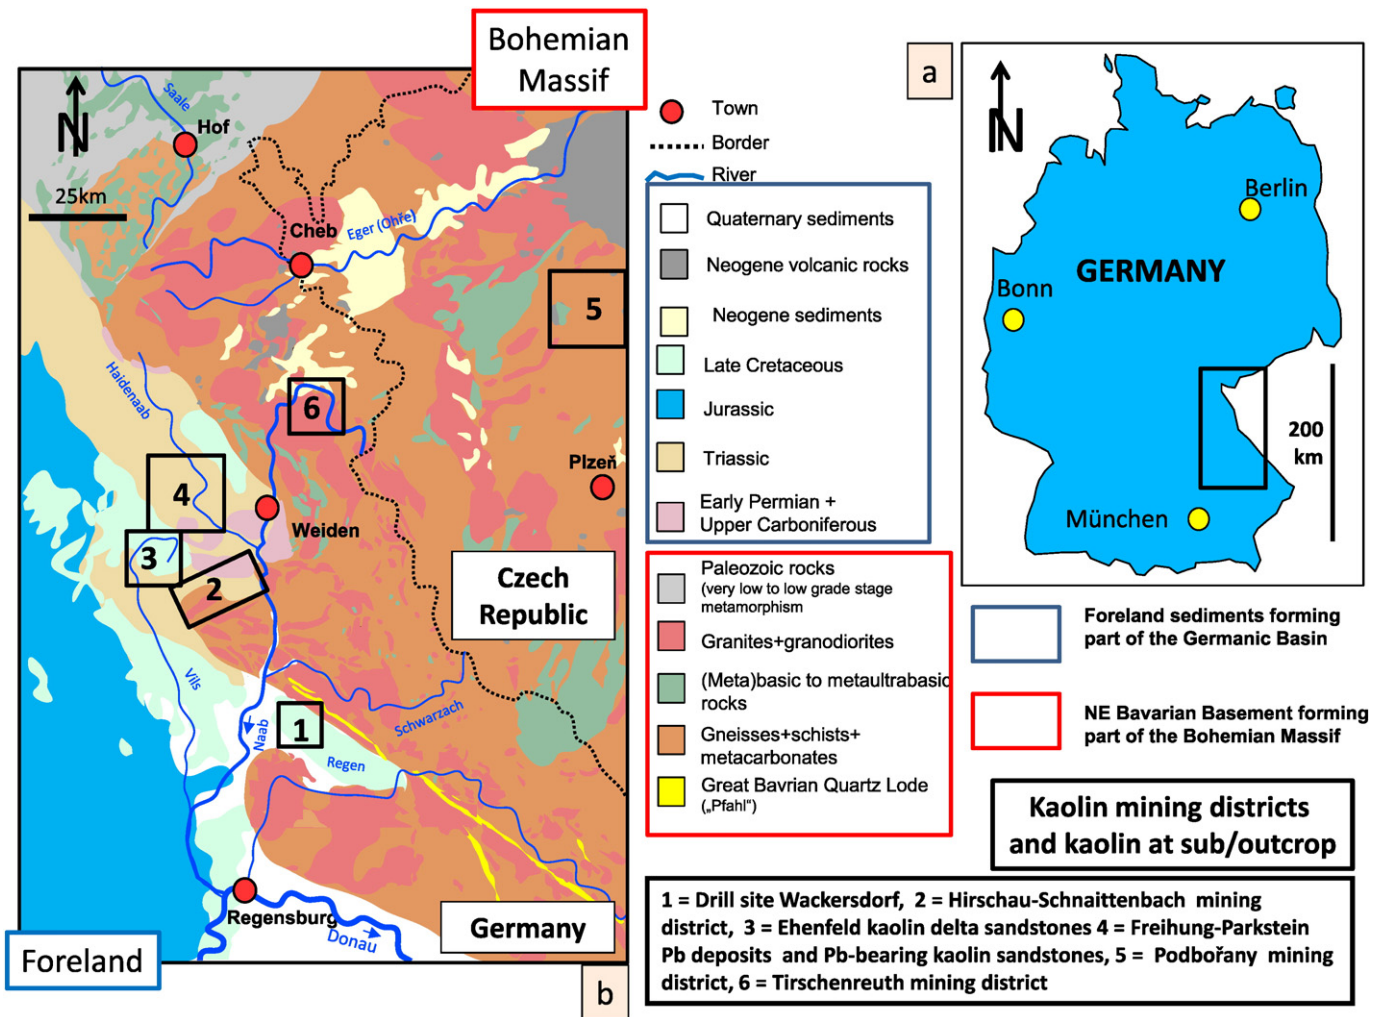 Bohemian
Massif
N
25km
Saale
Hof
Cheb
Eger (Ohře)
Haidenaab
5
6
4
3
2
Weiden
Plzeň
Czech
Republic
Vils
Naab
1
Schwarzach
Regen
Regensburg
Donau
Germany
Foreland
b
Town
Border
River
Quaternary sediments
Neogene volcanic rocks
Neogene sediments
Late Cretaceous
Jurassic
Triassic
Early Permian +
Upper Carboniferous
Paleozoic rocks
(very low to low grade stage
metamorphism
Granites+granodiorites
(Meta)basic to metaultrabasic
rocks
Gneisses+schists+
metacarbonates
Great Bavrian Quartz Lode
(„Pfahl“)
a
N
Berlin
GERMANY
Bonn
München
200
km
Foreland sediments forming
part of the Germanic Basin
NE Bavarian Basement forming
part of the Bohemian Massif
Kaolin mining districts
and kaolin at sub/outcrop
1 = Drill site Wackersdorf, 2 = Hirschau-Schnaittenbach mining
district, 3 = Ehenfeld kaolin delta sandstones 4 = Freihung-Parkstein
Pb deposits and Pb-bearing kaolin sandstones, 5 = Podbořany mining
district, 6 = Tirschenreuth mining district